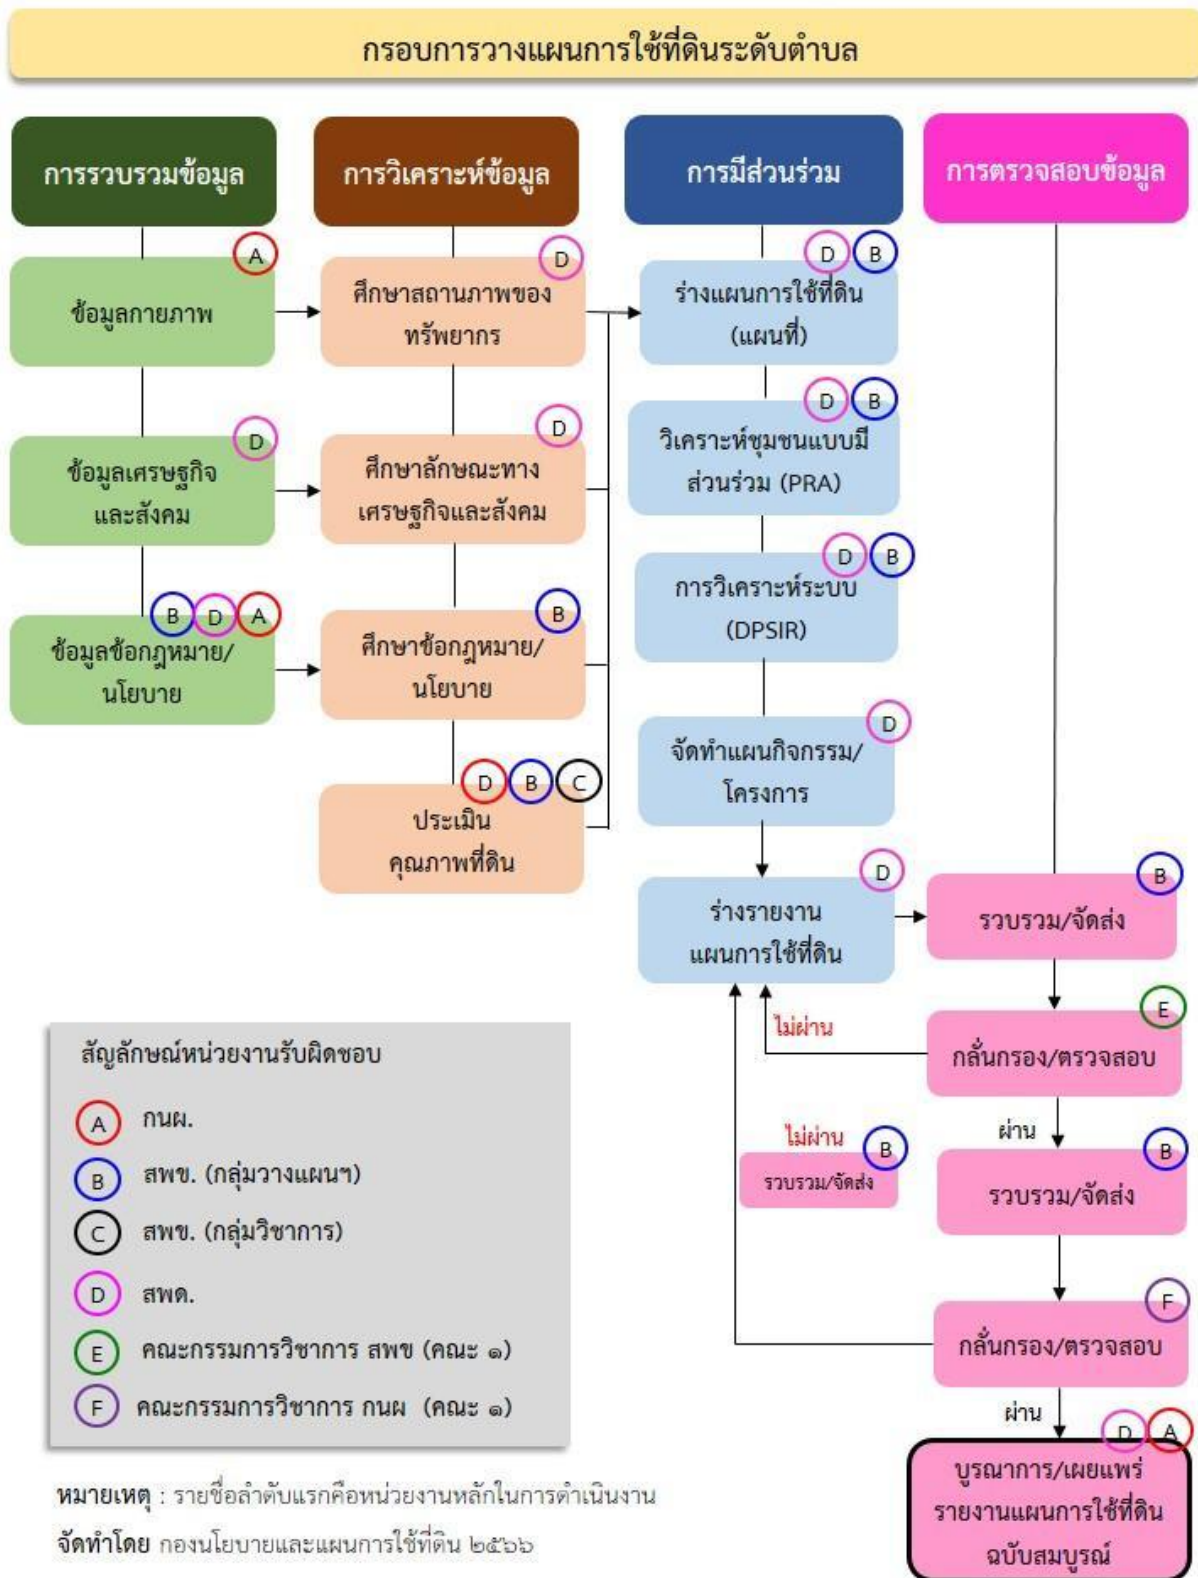 กรอบการวางแผนการใช้ที่ดินระดับตำบล
การรวบรวมข้อมูล
การวิเคราะห์ข้อมูล
การมีส่วนร่วม
การตรวจสอบข้อมูล
A
ข้อมูลกายภาพ
D
ข้อมูลเศรษฐกิจ
และสังคม
B D A
ข้อมูลข้อกฎหมาย/
นโยบาย
D
ศึกษาสถานภาพของ
ทรัพยากร
D
ศึกษาลักษณะทาง
เศรษฐกิจและสังคม
B
ศึกษาข้อกฎหมาย/
นโยบาย
D B C
ประเมิน
คุณภาพที่ดิน
D B
ร่างแผนการใช้ที่ดิน
(แผนที่)
D B
วิเคราะห์ชุมชนแบบมี
ส่วนร่วม (PRA)
D B
การวิเคราะห์ระบบ
(DPSIR)
D
จัดทำแผนกิจกรรม/
โครงการ
D
ร่างรายงาน
แผนการใช้ที่ดิน
B
รวบรวม/จัดส่ง
E
ไม่ผ่าน
กลั่นกรอง/ตรวจสอบ
ผ่าน
ไม่ผ่าน
B
รวบรวม/จัดส่ง
B
รวบรวม/จัดส่ง
F
กลั่นกรอง/ตรวจสอบ
ผ่าน
D A
บูรณาการ/เผยแพร่
รายงานแผนการใช้ที่ดิน
ฉบับสมบูรณ์
สัญลักษณ์หน่วยงานรับผิดชอบ
A กนผ.
B สพข. (กลุ่มวางแผนฯ)
C สพข. (กลุ่มวิชาการ)
D สพด.
E คณะกรรมการวิชาการ สพข (คณะ ๑)
F คณะกรรมการวิชาการ กนผ (คณะ ๑)
หมายเหตุ : รายชื่อลำดับแรกคือหน่วยงานหลักในการดำเนินงาน
จัดทำโดย กองนโยบายและแผนการใช้ที่ดิน ๒๕๖๖